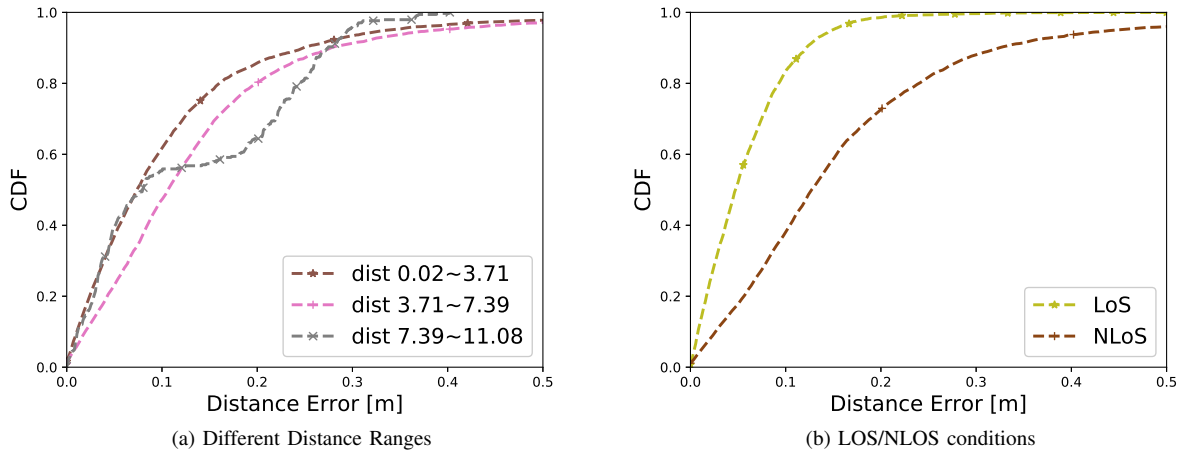 CDF
1.0
0.8
0.6
0.4
0.2
0.0
dist 0.02~3.71
dist 3.71~7.39
dist 7.39~11.08
0.0 0.1 0.2 0.3 0.4 0.5
Distance Error [m]
(a) Different Distance Ranges
CDF
1.0
0.8
0.6
0.4
0.2
0.0
LoS
NLoS
0.0 0.1 0.2 0.3 0.4 0.5
Distance Error [m]
(b) LOS/NLOS conditions